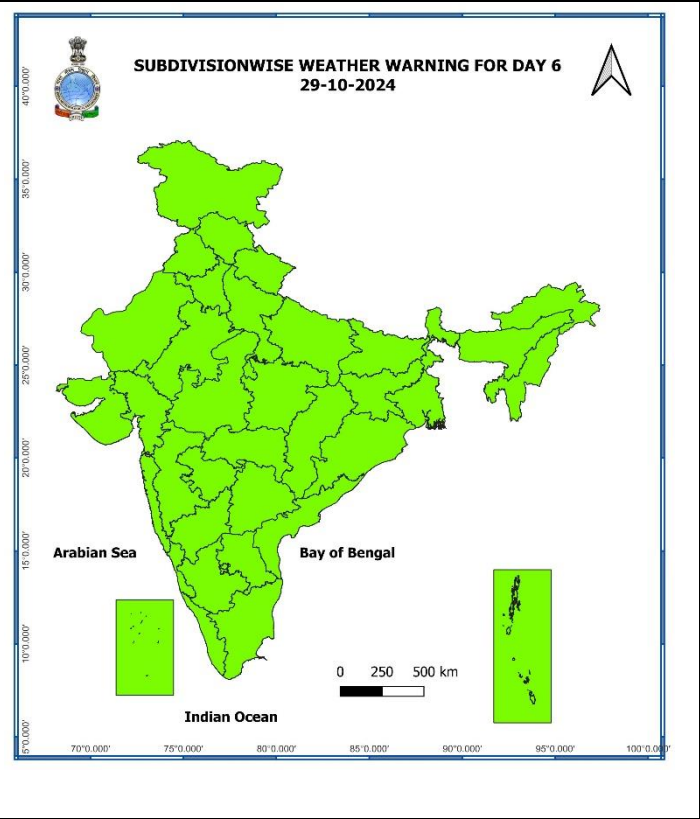 SUBDIVISIONWISE WEATHER WARNING FOR DAY 6
29-10-2024
40°0.000'
35°0.000'
30°0.000'
25°0.000'
20°0.000'
15°0.000'
10°0.000'
5°0.000'
Arabian Sea
Bay of Bengal
0 250 500 km
Indian Ocean
70°0.000' 75°0.000' 80°0.000' 85°0.000' 90°0.000' 95°0.000' 100°0.000'